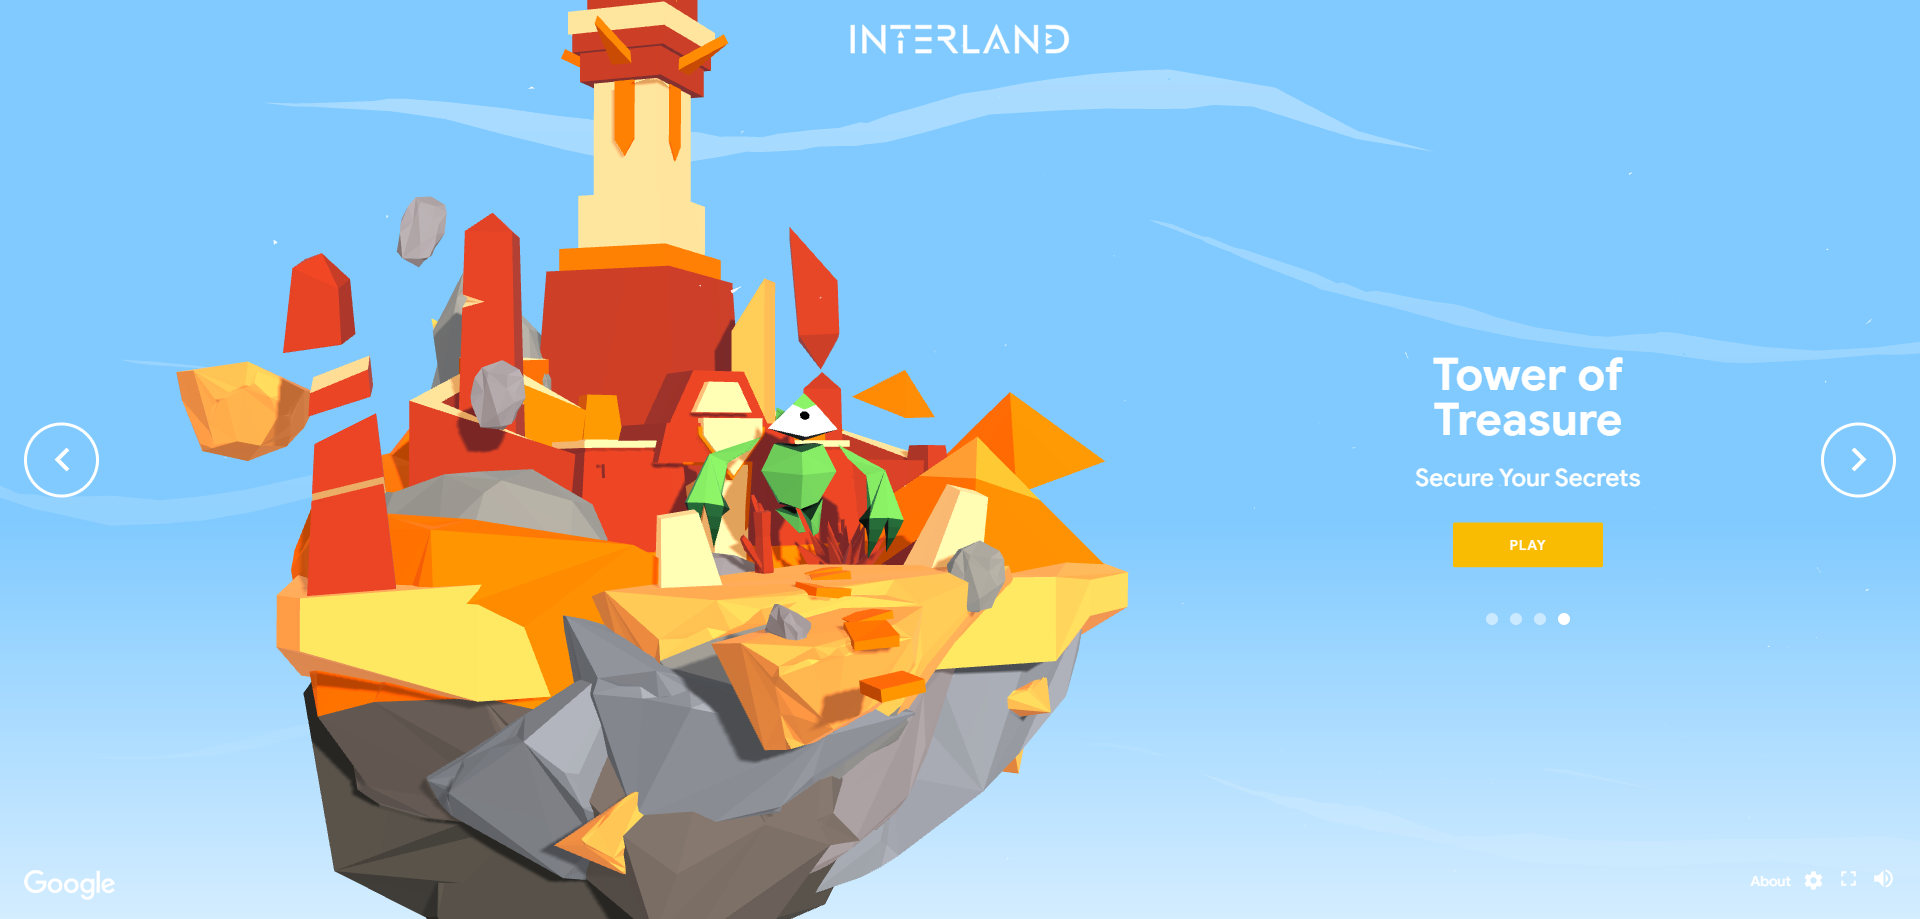 INTERLAND
Tower of
Treasure
Secure Your Secrets
PLAY
Google
About